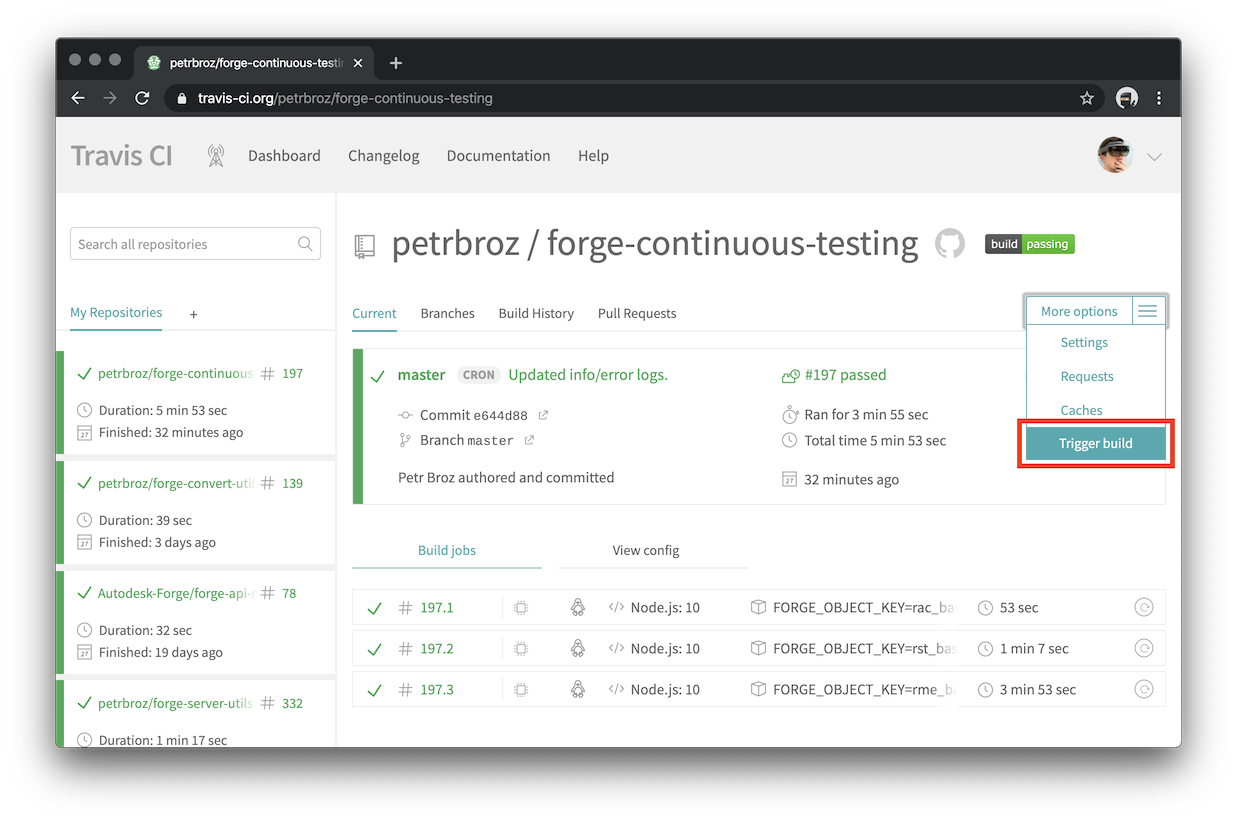 petrbroz/forge-continuous-testin
travis-ci.org/petrbroz/forge-continuous-testing
Travis CI
Dashboard
Changelog
Documentation
Help
Search all repositories
My Repositories +
petrbroz/forge-continuous- # 197
Duration: 5 min 53 sec
27 Finished: 32 minutes ago
petrbroz/forge-convert-util # 139
Duration: 39 sec
27 Finished: 3 days ago
Autodesk-Forge/forge-api- # 78
Duration: 32 sec
27 Finished: 19 days ago
petrbroz/forge-server-utils # 332
Duration: 1 min 17 sec
petrbroz / forge-continuous-testing
build passing
Current
Branches
Build History
Pull Requests
More options
Settings
Requests
Caches
Trigger build
master CRON Updated info/error logs.
Commit e644d88
Branch master
Petr Broz authored and committed
#197 passed
Ran for 3 min 55 sec
Total time 5 min 53 sec
27 32 minutes ago
Build jobs
View config
# 197.1 </> Node.js: 10 FORGE_OBJECT_KEY=rac_bas 53 sec
# 197.2 </> Node.js: 10 FORGE_OBJECT_KEY=rst_bas 1 min 7 sec
# 197.3 </> Node.js: 10 FORGE_OBJECT_KEY=rme_ba 3 min 53 sec